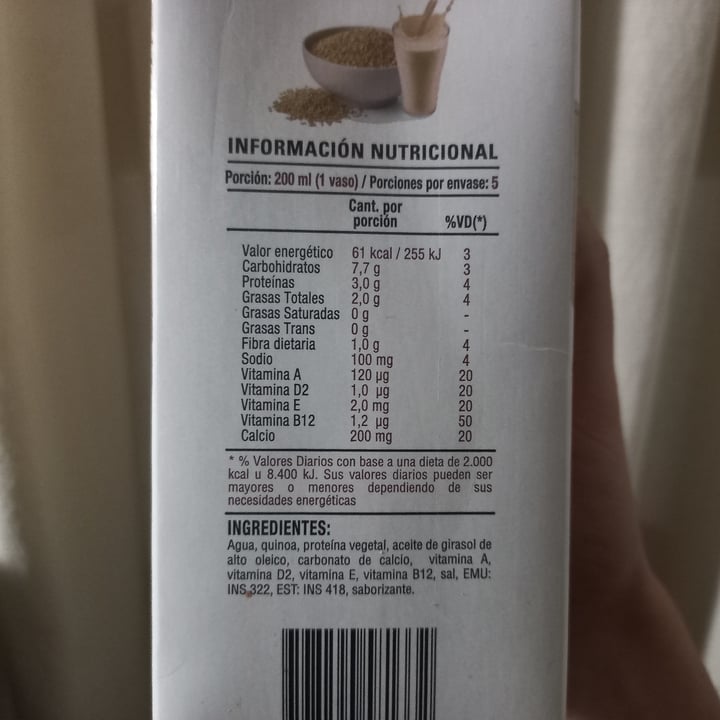 INFORMACIÓN NUTRICIONAL
Porción: 200 ml (1 vaso) / Porciones por envase: 5
Cant. por
porción %VD(*)
Valor energético 61 kcal / 255 kJ 3
Carbohidratos 7,7 g 3
Proteínas 3,0 g 4
Grasas Totales 2,0 g 4
Grasas Saturadas 0 g -
Grasas Trans 0 g -
Fibra dietaria 1,0 g 4
Sodio 100 mg 4
Vitamina A 120 µg 20
Vitamina D2 1,0 µg 20
Vitamina E 2,0 mg 20
Vitamina B12 1,2 µg 50
Calcio 200 mg 20
* % Valores Diarios con base a una dieta de 2.000
kcal u 8.400 kJ. Sus valores diarios pueden ser
mayores o menores dependiendo de sus
necesidades energéticas
INGREDIENTES:
Agua, quinoa, proteína vegetal, aceite de girasol de
alto oleico, carbonato de calcio, vitamina A,
vitamina D2, vitamina E, vitamina B12, sal, EMU:
INS 322, EST: INS 418, saborizante.